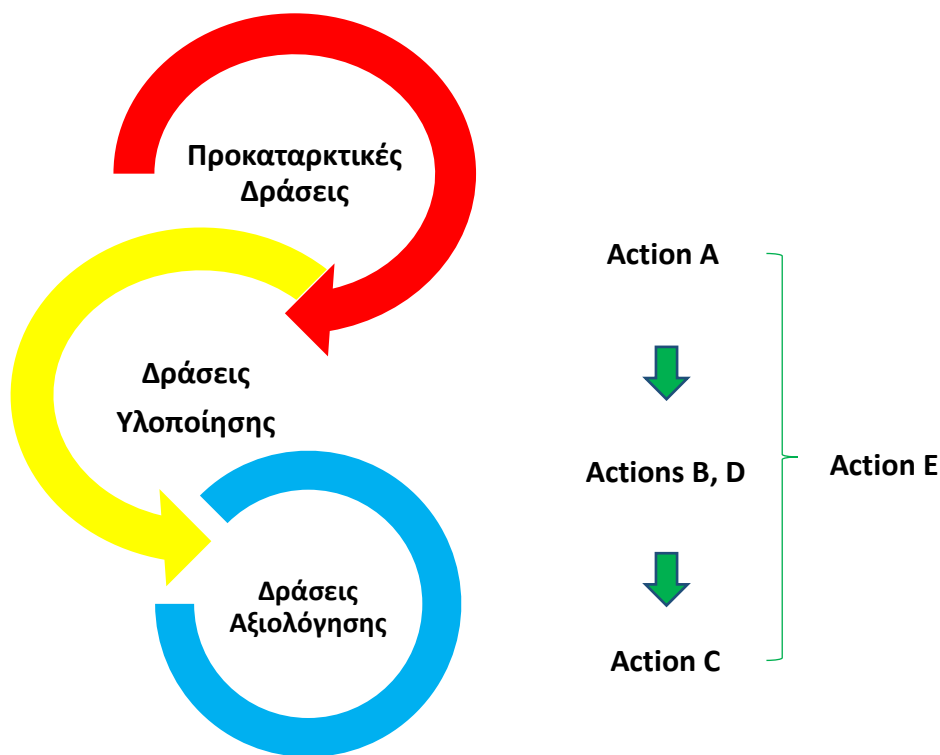 Προκαταρκτικές
Δράσεις
Δράσεις
Υλοποίησης
Δράσεις
Αξιολόγησης
Action A
Actions B, D
Action E
Action C